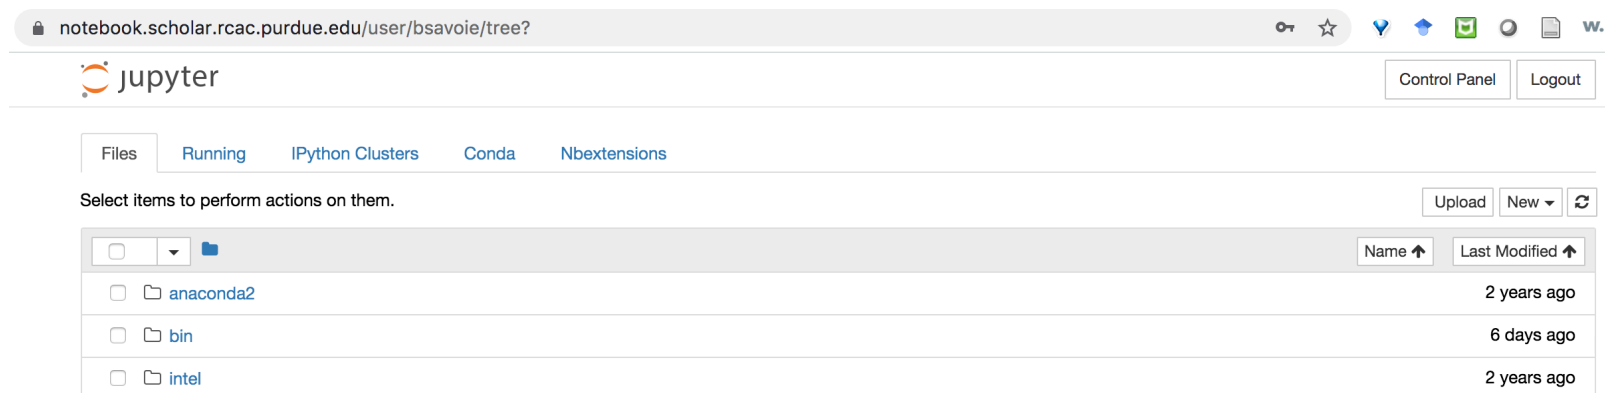 notebook.scholar.rcac.purdue.edu/user/bsavoie/tree?
w.
jupyter
Control Panel
Logout
Files
Running
IPython Clusters
Conda
Nbextensions
Select items to perform actions on them.
Upload
New
Name
Last Modified
anaconda2
2 years ago
bin
6 days ago
intel
2 years ago